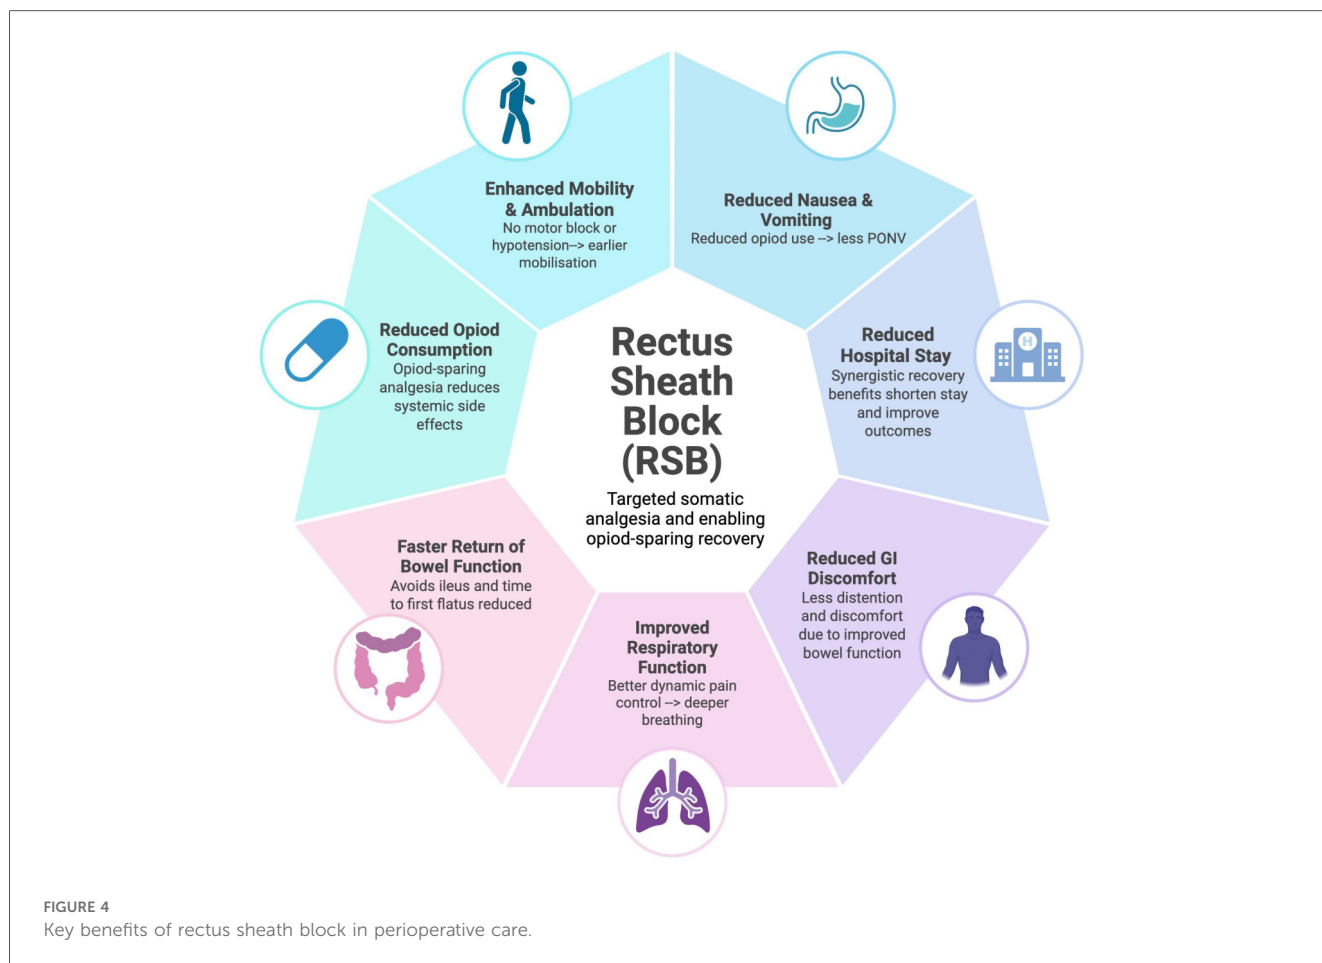 Enhanced Mobility
& Ambulation
No motor block or
hypotension--> earlier
mobilisation
Reduced Nausea &
Vomiting
Reduced opiod use --> less PONV
Reduced Opiod
Consumption
Opiod-sparing
analgesia reduces
systemic side
effects
Rectus
Sheath
Block
(RSB)
Targeted somatic
analgesia and enabling
opiod-sparing recovery
Reduced
Hospital Stay
Synergistic recovery
benefits shorten stay
and improve
outcomes
H
Faster Return of
Bowel Function
Avoids ileus and time
to first flatus reduced
Improved
Respiratory
Function
Better dynamic pain
control --> deeper
breathing
Reduced GI
Discomfort
Less distention
and discomfort
due to improved
bowel function
FIGURE 4
Key benefits of rectus sheath block in perioperative care.